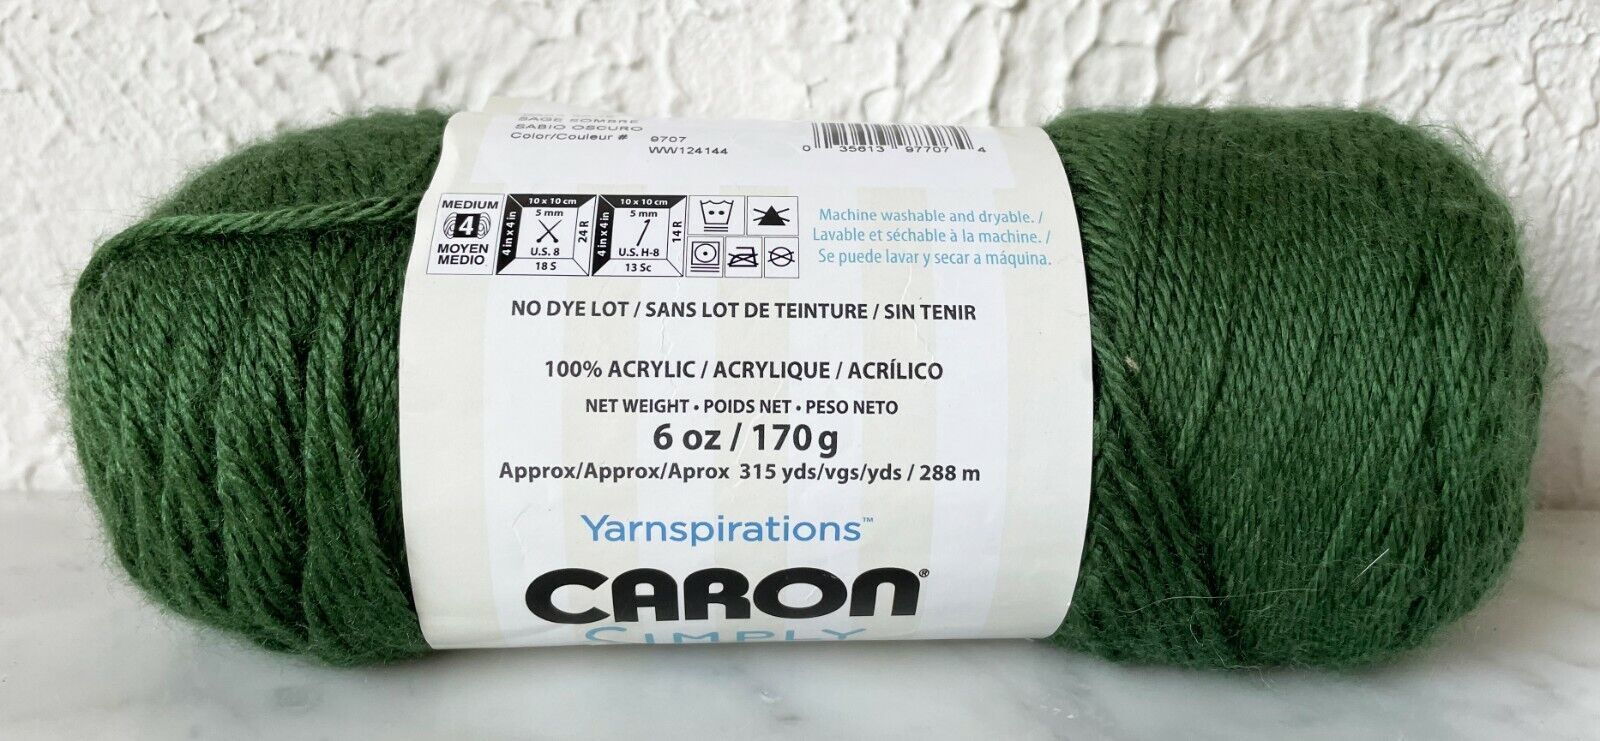 SAGE SOMBRE
SABIO OSCURO
Color/Couleur # 9707
WW124144
0 35613 97707 4
MEDIUM
4
MOYEN
MEDIO
10 x 10 cm
4 in x 4 in
5 mm
24 R
U.S. 8
18 S
10 x 10 cm
4 in x 4 in
5 mm
14 R
U.S. H-8
13 Sc
Machine washable and dryable. /
Lavable et séchable à la machine. /
Se puede lavar y secar a máquina.
NO DYE LOT / SANS LOT DE TEINTURE / SIN TENIR
100% ACRYLIC / ACRYLIQUE / ACRÍLICO
NET WEIGHT • POIDS NET • PESO NETO
6 oz / 170 g
Approx/Approx/Aprox 315 yds/vgs/yds / 288 m
Yarnspirations™
CARON®
SIMPLY